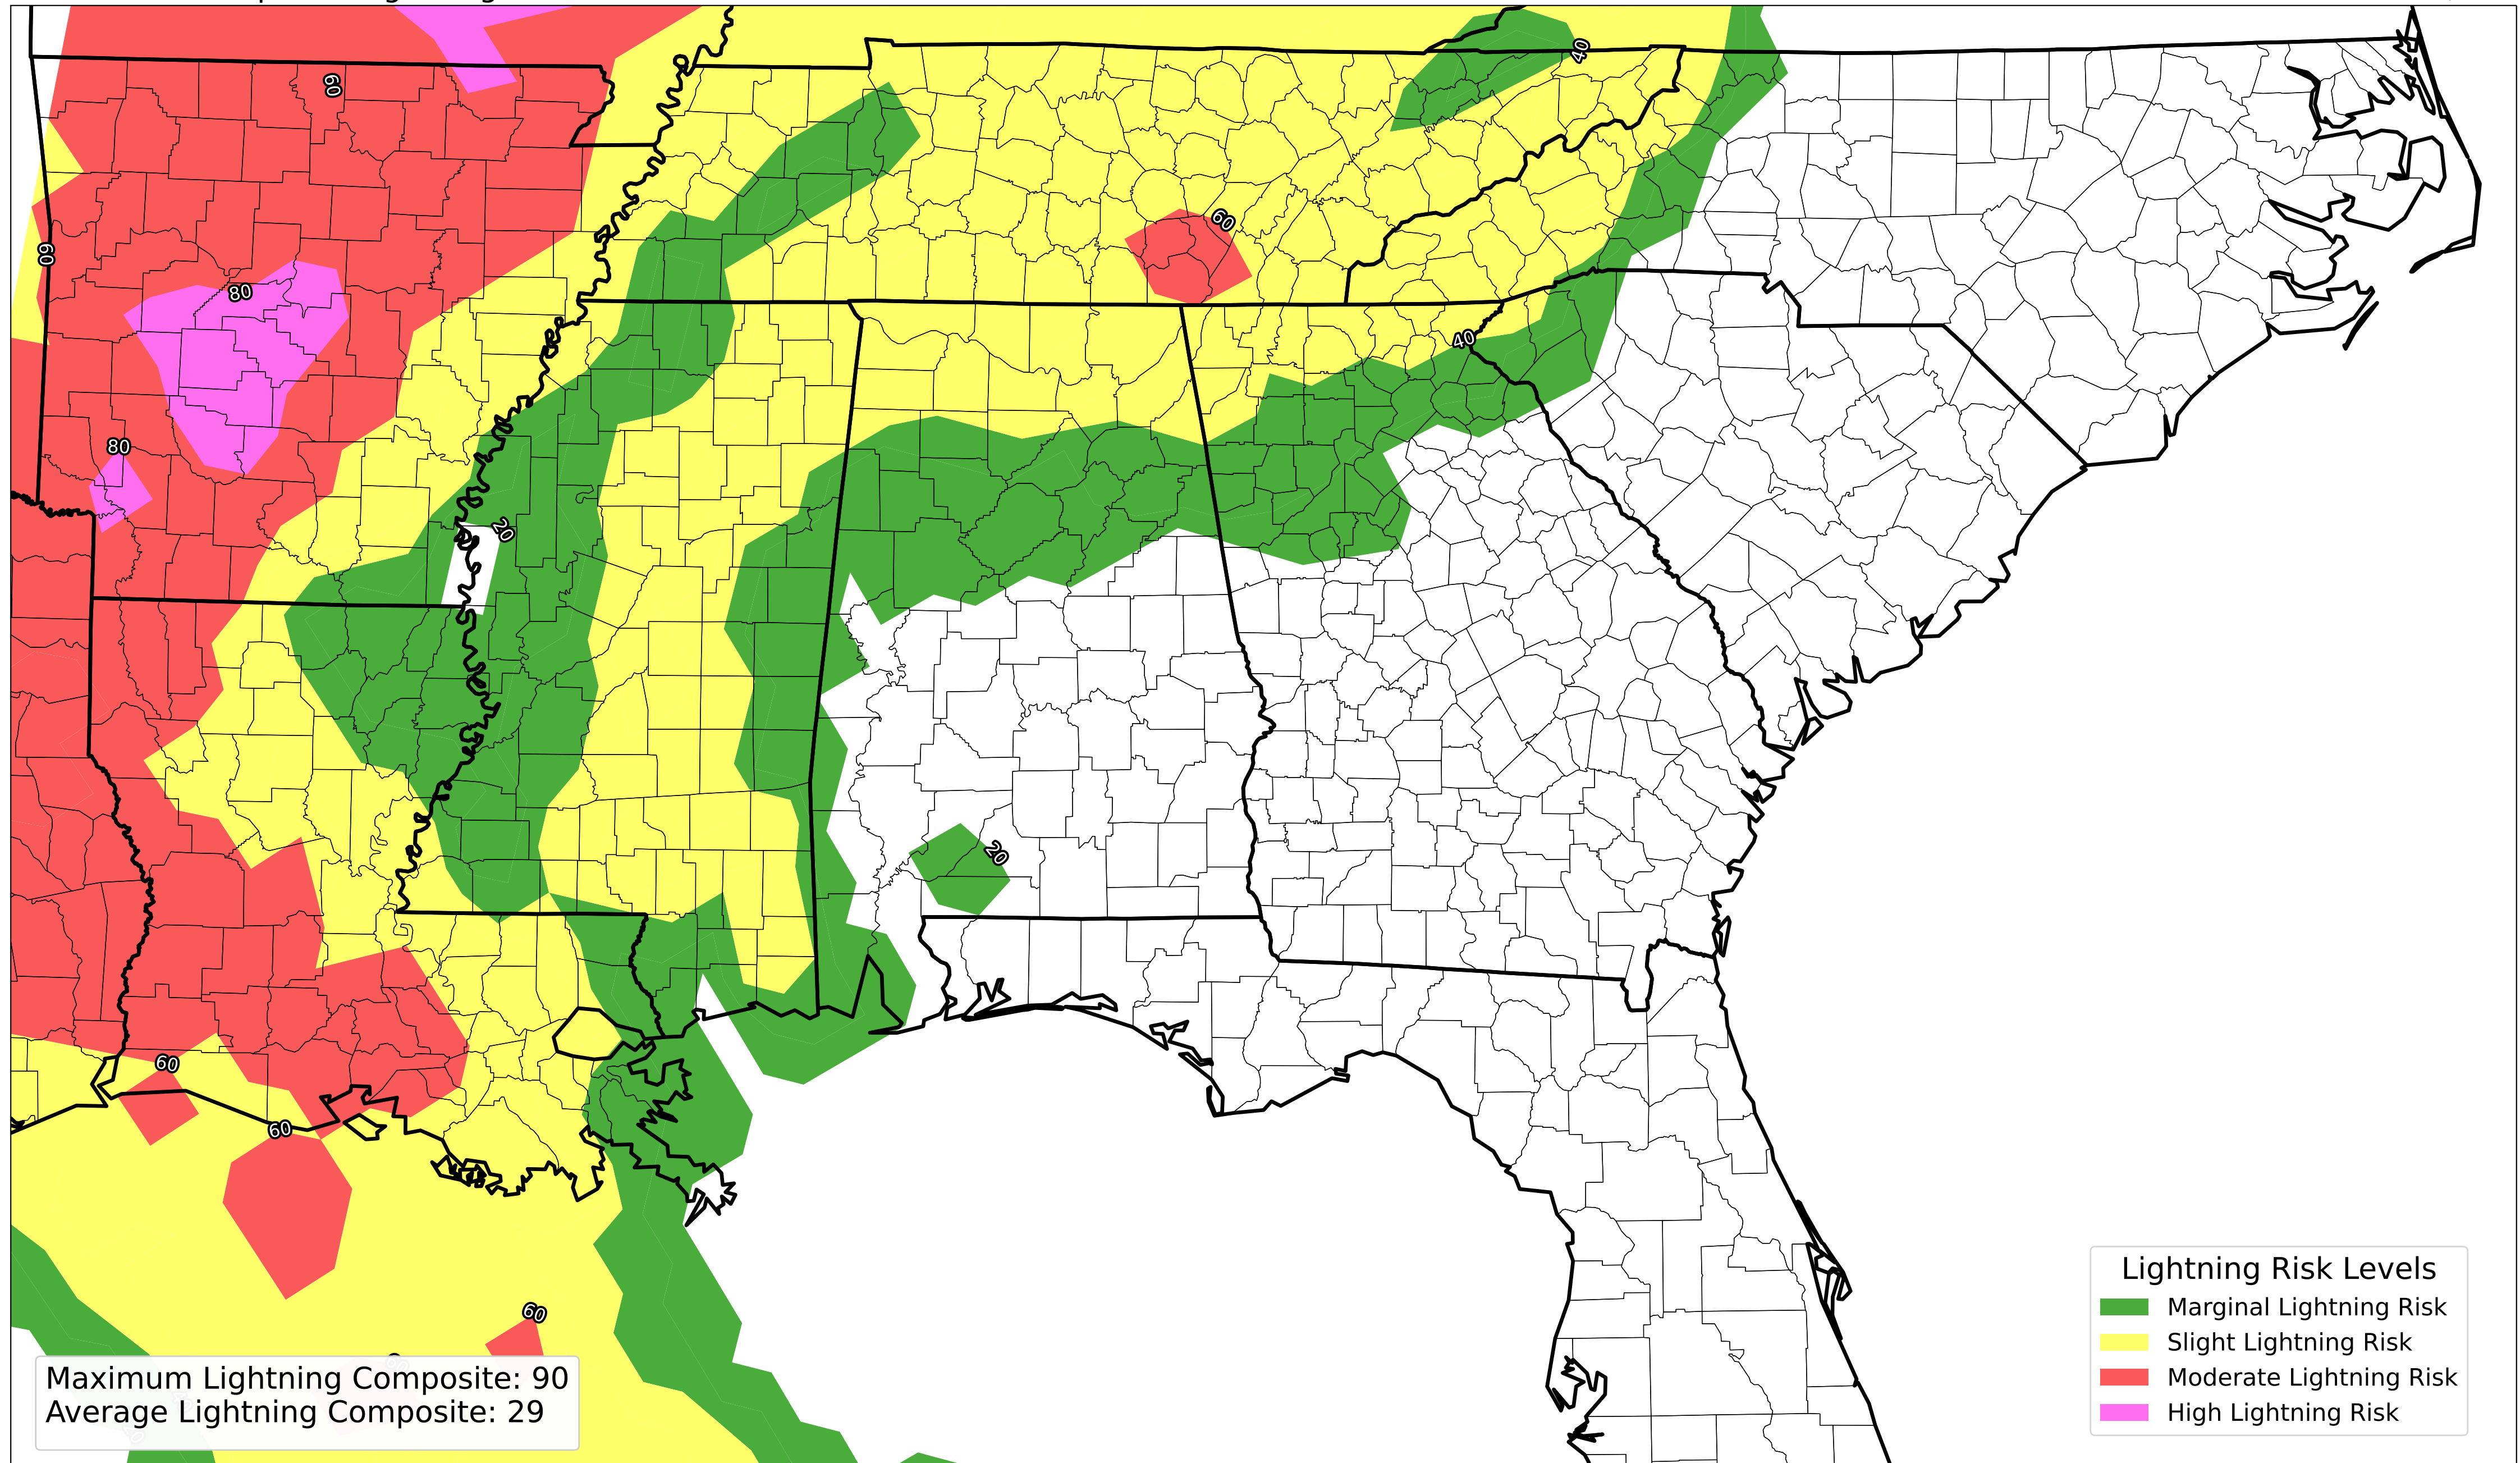 60
40
60
60
80
40
80
20
20
60
60
60
Maximum Lightning Composite: 90
Average Lightning Composite: 29
Lightning Risk Levels
Marginal Lightning Risk
Slight Lightning Risk
Moderate Lightning Risk
High Lightning Risk